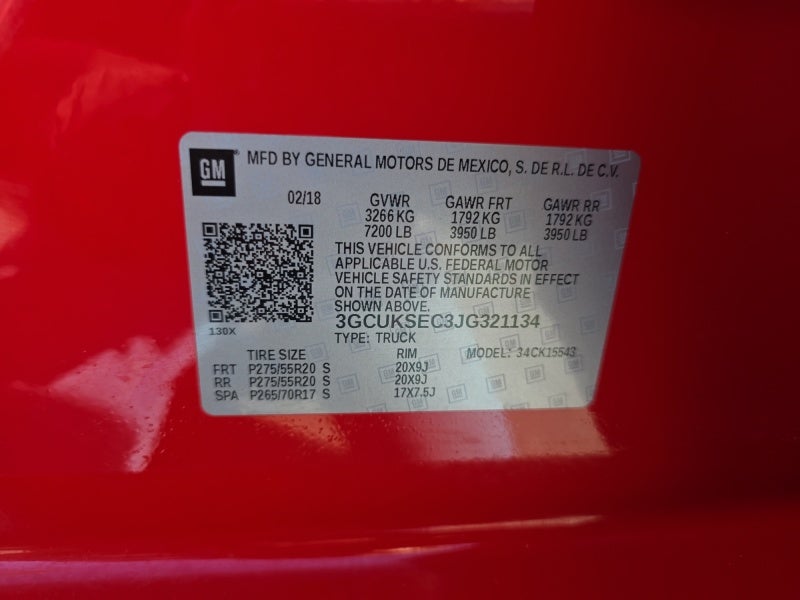 GM MFD BY GENERAL MOTORS DE MEXICO, S. DE R.L. DE C.V.
02/18 GVWR GAWR FRT GAWR RR
3266 KG 1792 KG 1792 KG
7200 LB 3950 LB 3950 LB
THIS VEHICLE CONFORMS TO ALL
APPLICABLE U.S. FEDERAL MOTOR
VEHICLE SAFETY STANDARDS IN EFFECT
ON THE DATE OF MANUFACTURE
SHOWN ABOVE.
3GCUKSEC3JG321134
130X
TYPE: TRUCK
TIRE SIZE RIM MODEL: 34CK15543
FRT P275/55R20 S 20X9J
RR P275/55R20 S 20X9J
SPA P265/70R17 S 17X7.5J